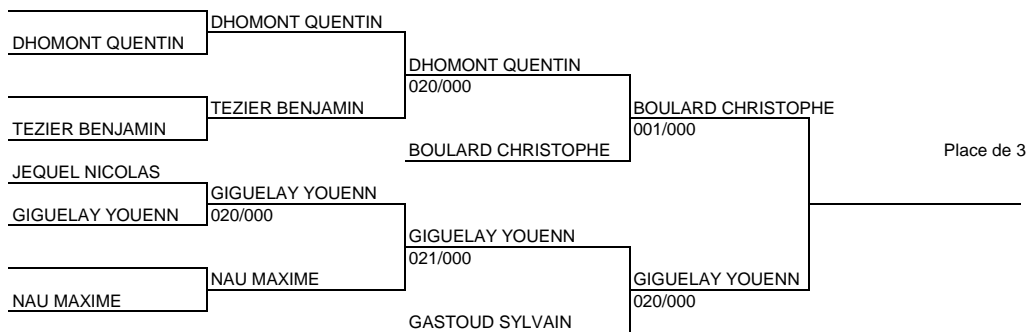 DHOMONT QUENTIN
DHOMONT QUENTIN
DHOMONT QUENTIN
020/000
TEZIER BENJAMIN
BOULARD CHRISTOPHE
TEZIER BENJAMIN
001/000
BOULARD CHRISTOPHE
Place de 3
JEQUEL NICOLAS
GIGUELAY YOUENN
GIGUELAY YOUENN
020/000
GIGUELAY YOUENN
021/000
NAU MAXIME
GIGUELAY YOUENN
NAU MAXIME
020/000
GASTOUD SYLVAIN